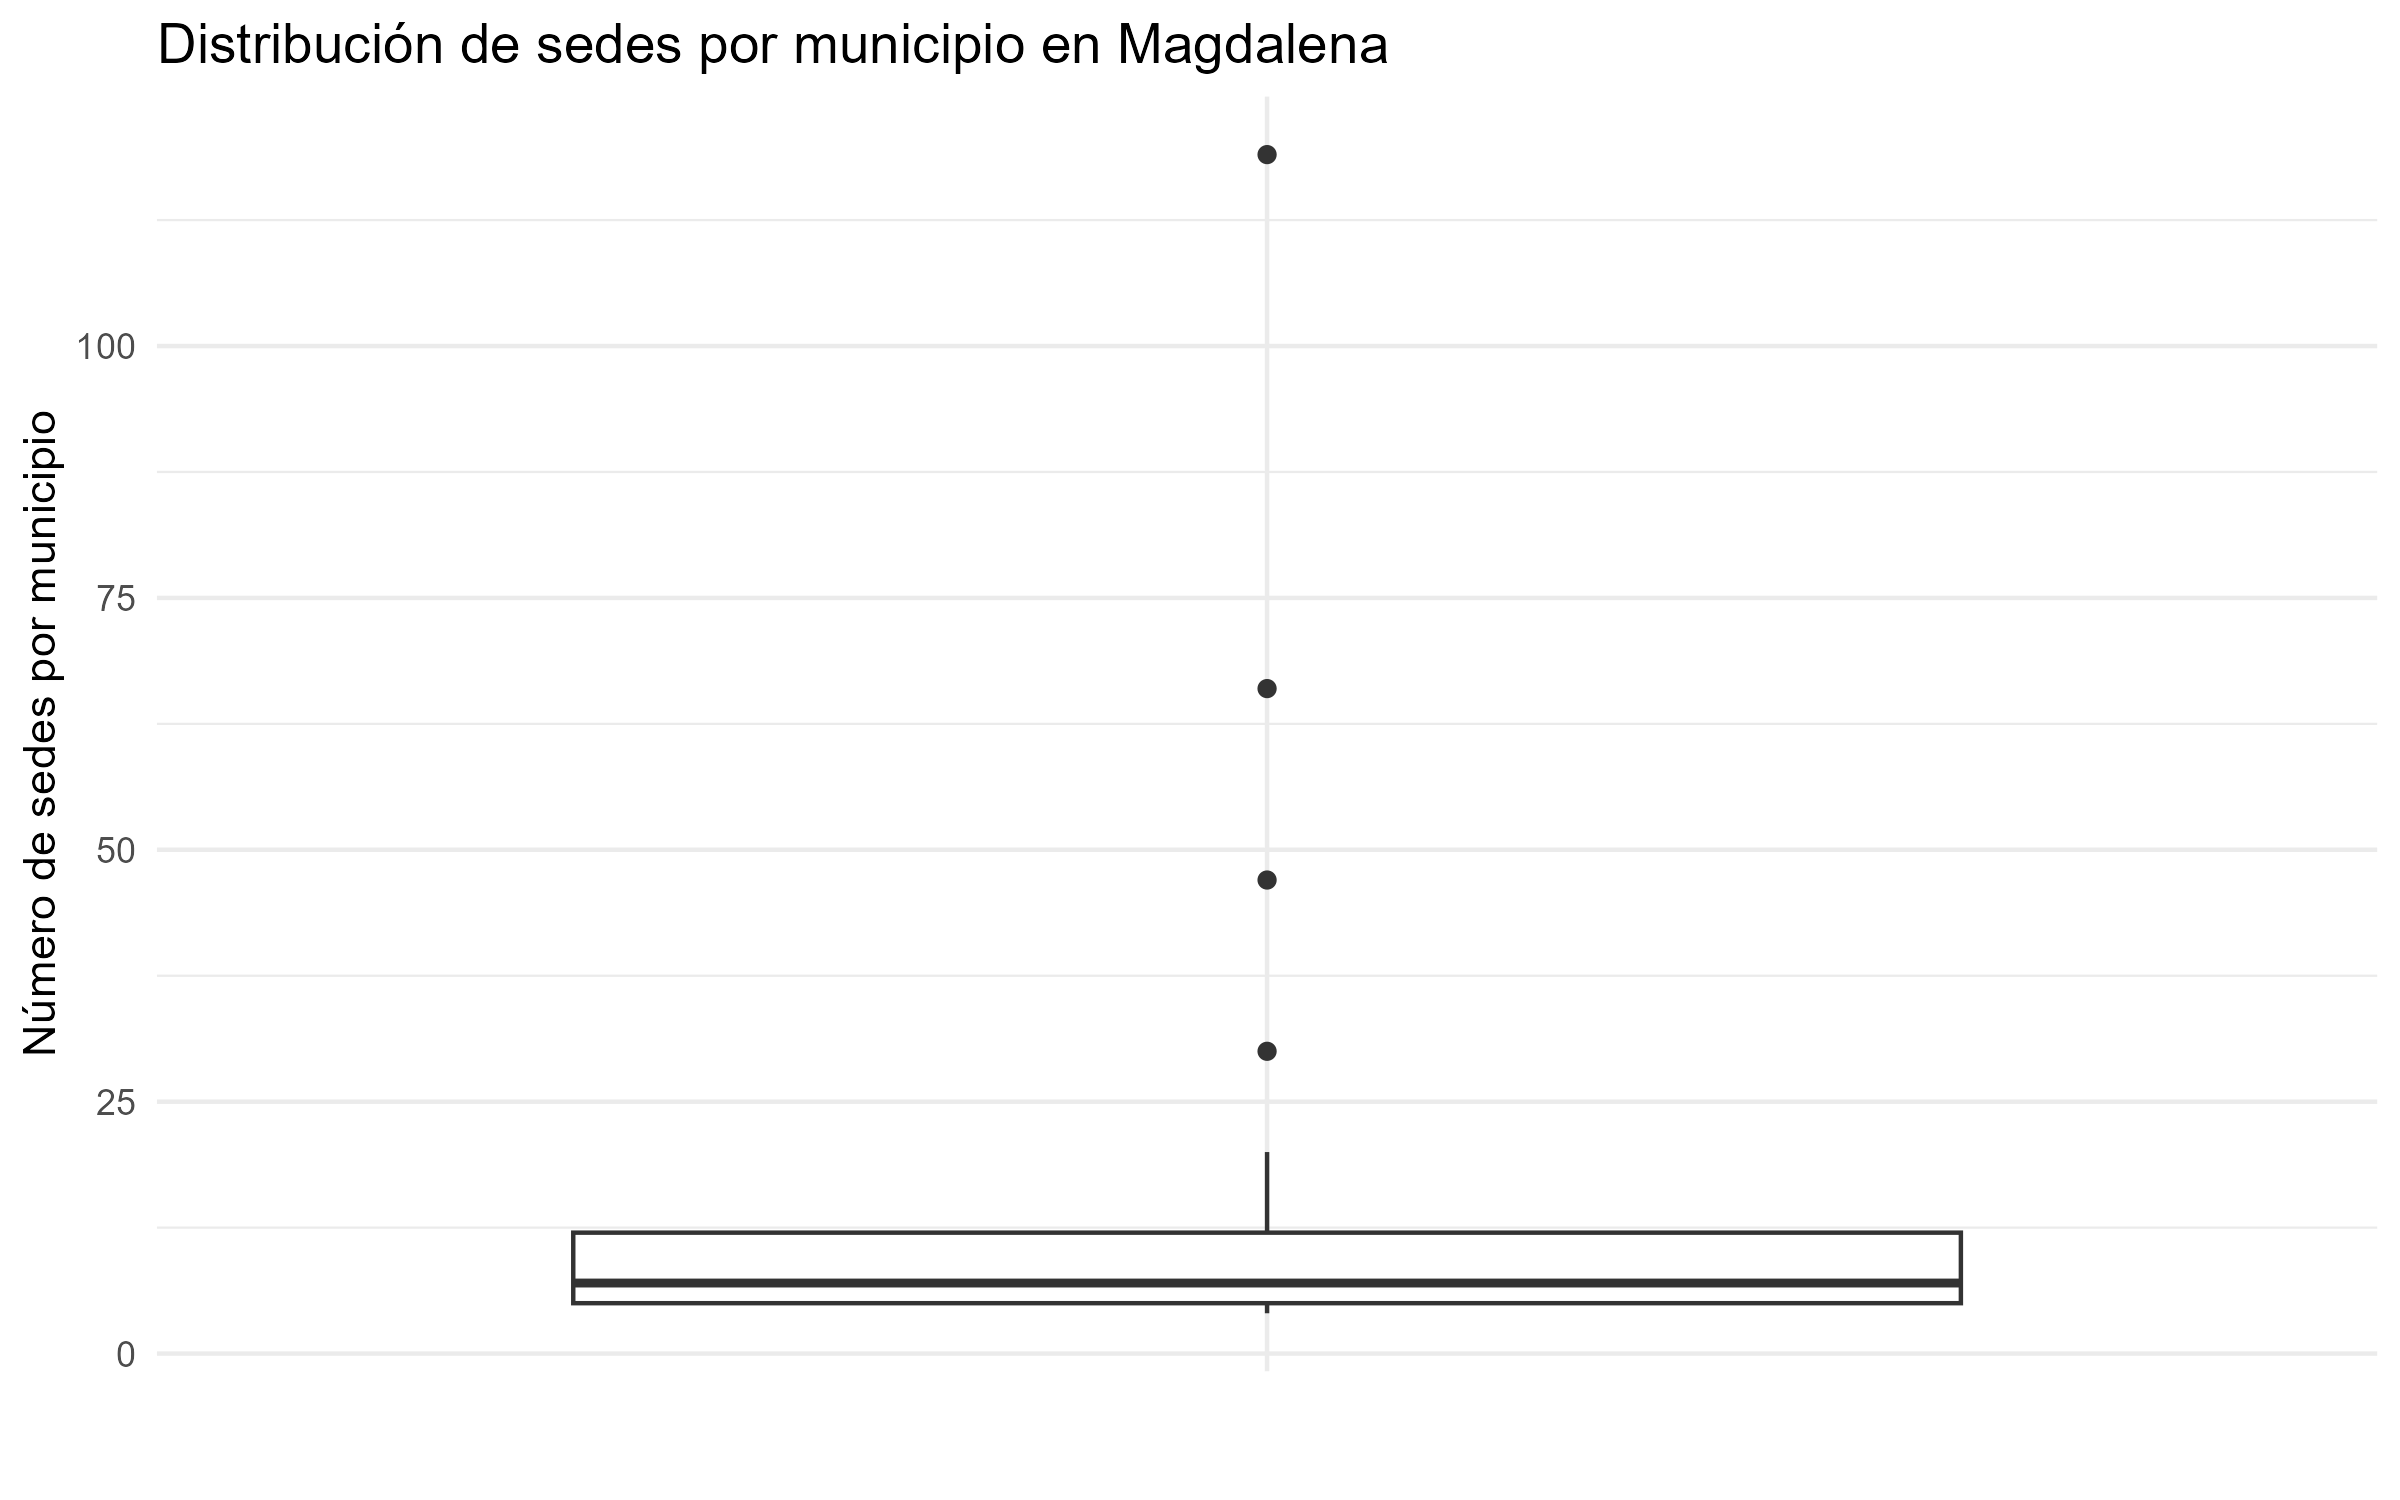 Distribución de sedes por municipio en Magdalena
Número de sedes por municipio
100
75
50
25
0